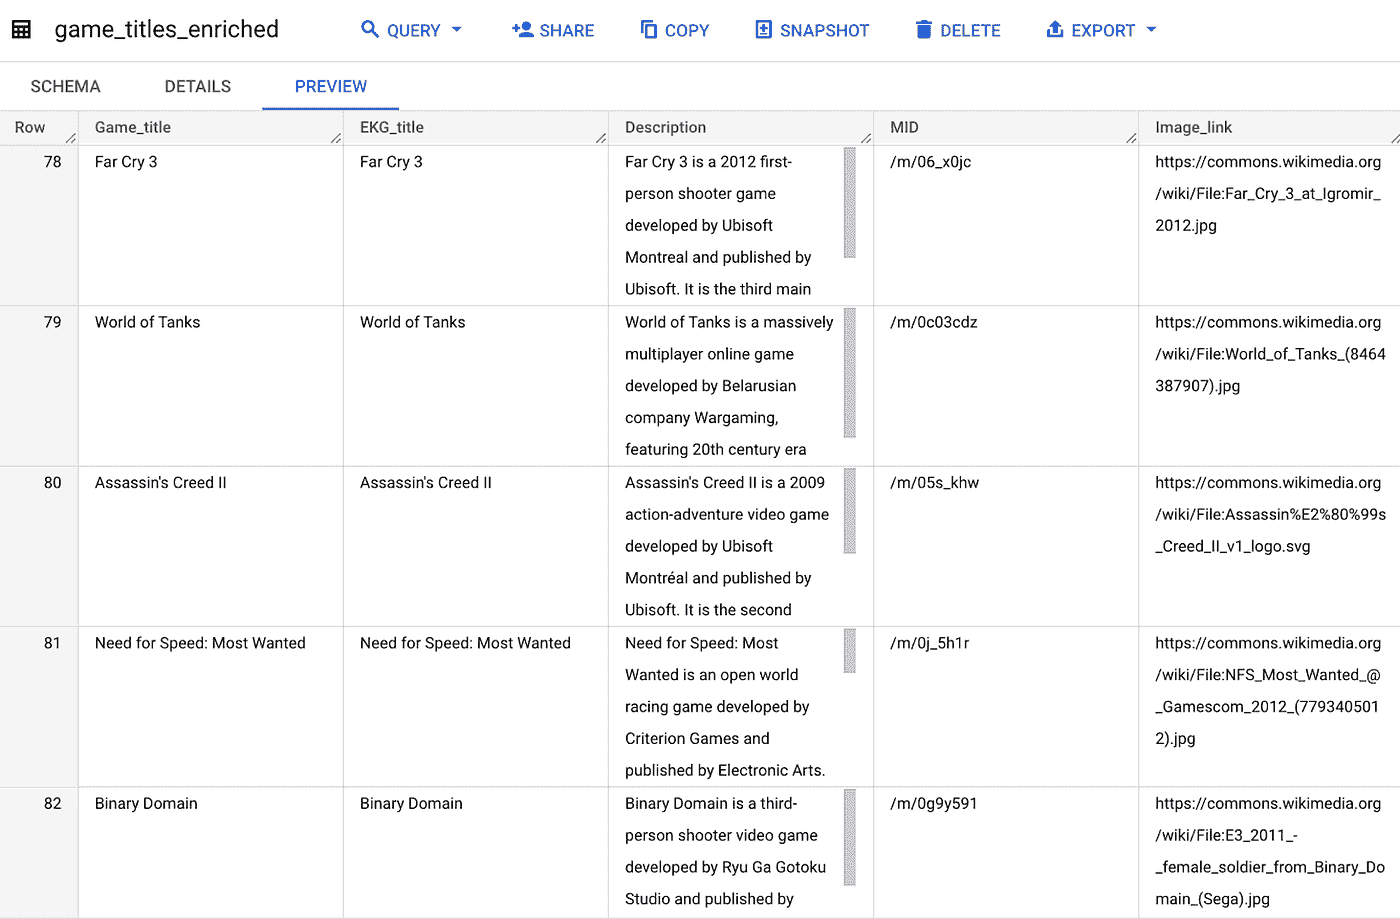 game_titles_enriched QUERY SHARE COPY SNAPSHOT DELETE EXPORT
SCHEMA DETAILS PREVIEW
Row Game_title EKG_title Description MID Image_link
78 Far Cry 3 Far Cry 3 Far Cry 3 is a 2012 first- /m/06_x0jc https://commons.wikimedia.org
person shooter game /wiki/File:Far_Cry_3_at_Igromir_
developed by Ubisoft 2012.jpg
Montreal and published by
Ubisoft. It is the third main
79 World of Tanks World of Tanks World of Tanks is a massively /m/0c03cdz https://commons.wikimedia.org
multiplayer online game /wiki/File:World_of_Tanks_(8464
developed by Belarusian 387907).jpg
company Wargaming,
featuring 20th century era
80 Assassin's Creed II Assassin's Creed II Assassin's Creed II is a 2009 /m/05s_khw https://commons.wikimedia.org
action-adventure video game /wiki/File:Assassin%E2%80%99s
developed by Ubisoft _Creed_II_v1_logo.svg
Montréal and published by
Ubisoft. It is the second
81 Need for Speed: Most Wanted Need for Speed: Most Wanted Need for Speed: Most /m/0j_5h1r https://commons.wikimedia.org
Wanted is an open world /wiki/File:NFS_Most_Wanted_@
racing game developed by _Gamescom_2012_(779340501
Criterion Games and 2).jpg
published by Electronic Arts.
82 Binary Domain Binary Domain Binary Domain is a third- /m/0g9y591 https://commons.wikimedia.org
person shooter video game /wiki/File:E3_2011_-
developed by Ryu Ga Gotoku _female_soldier_from_Binary_Do
Studio and published by main_(Sega).jpg